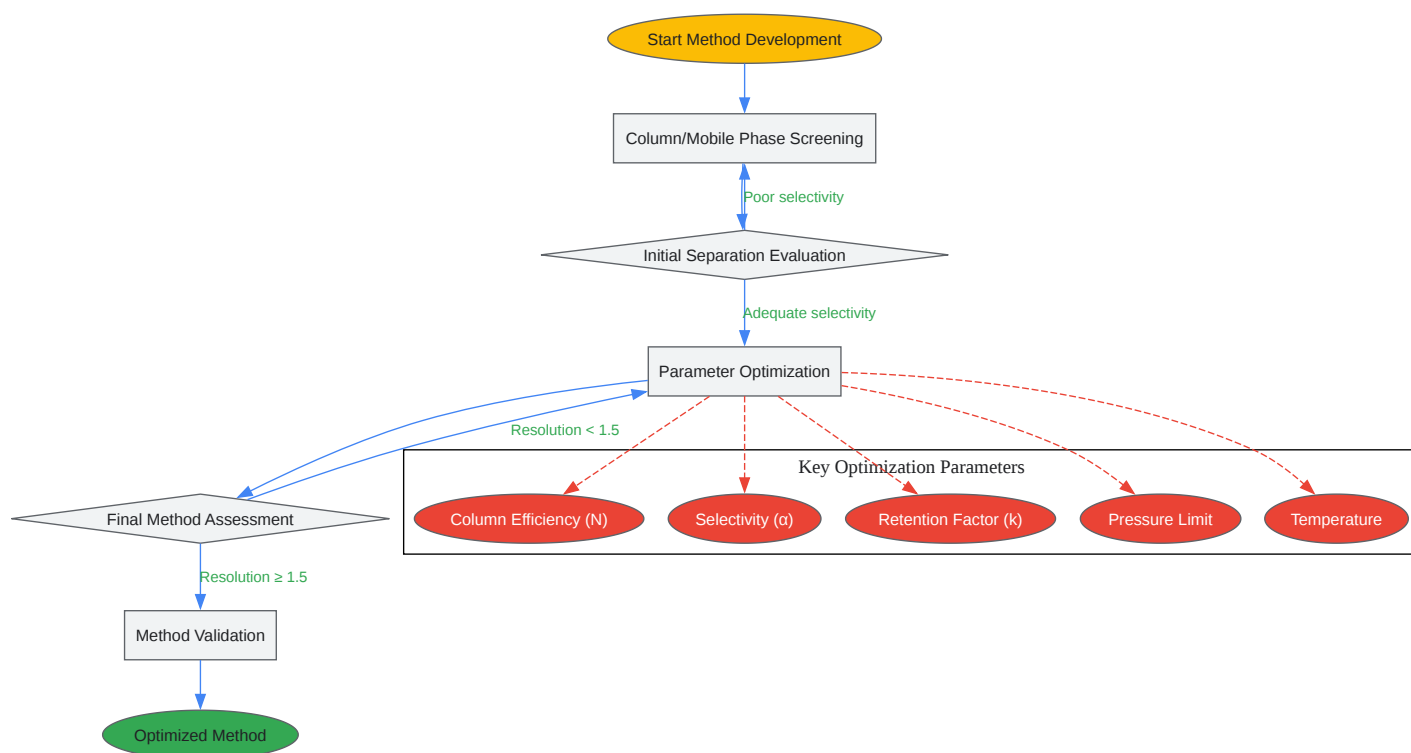 Start Method Development
Column/Mobile Phase Screening
Poor selectivity
Initial Separation Evaluation
Adequate selectivity
Parameter Optimization
Resolution < 1.5
Key Optimization Parameters
Final Method Assessment
Column Efficiency (N)
Selectivity (α)
Retention Factor (k)
Pressure Limit
Temperature
Resolution ≥ 1.5
Method Validation
Optimized Method